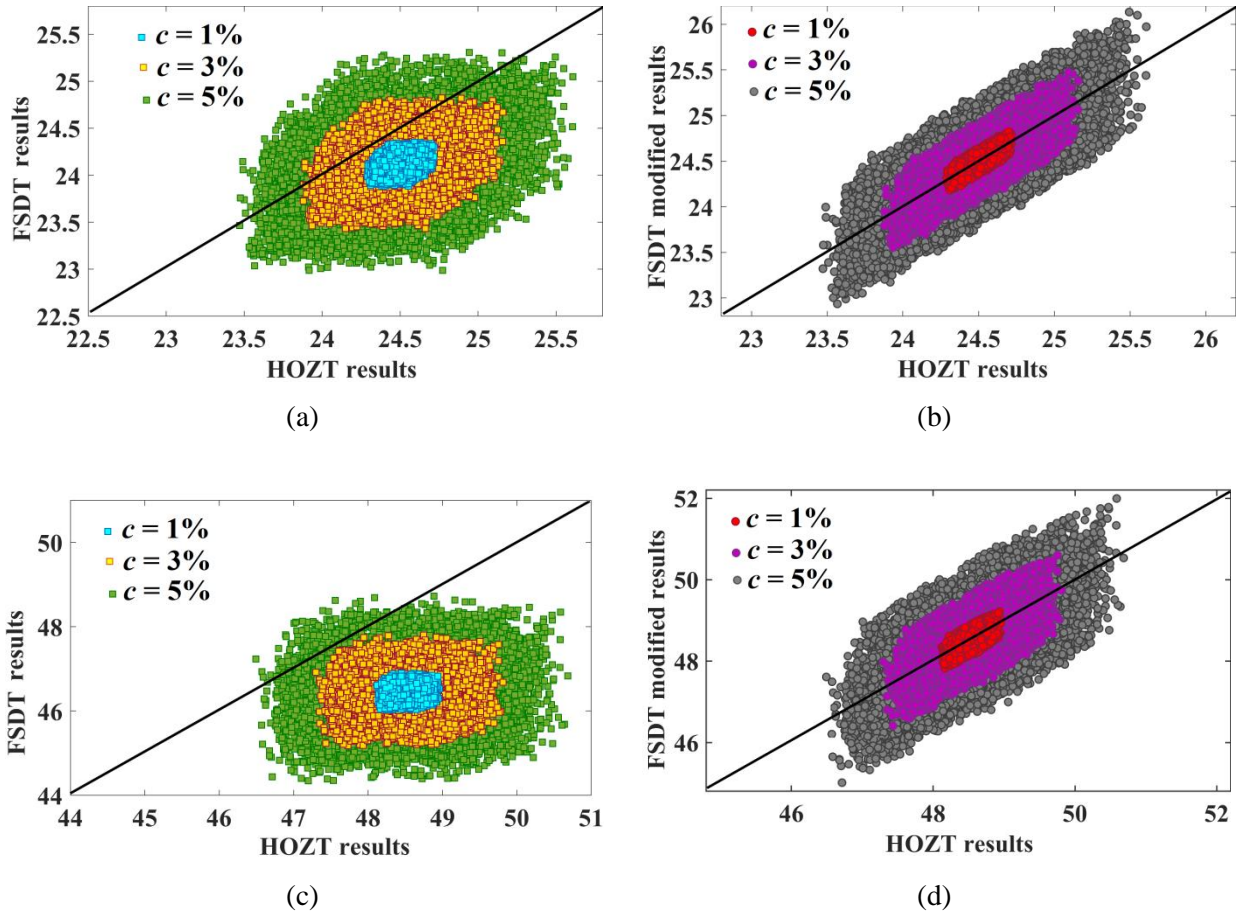 FSDT results
25.5
25
24.5
24
23.5
23
22.5
c = 1%
c = 3%
c = 5%
22.5 23 23.5 24 24.5 25 25.5
HOZT results
(a)
FSDT modified results
26
25.5
25
24.5
24
23.5
23
c = 1%
c = 3%
c = 5%
23 23.5 24 24.5 25 25.5 26
HOZT results
(b)
FSDT results
50
48
46
44
c = 1%
c = 3%
c = 5%
44 45 46 47 48 49 50 51
HOZT results
(c)
FSDT modified results
52
50
48
46
c = 1%
c = 3%
c = 5%
46 48 50 52
HOZT results
(d)